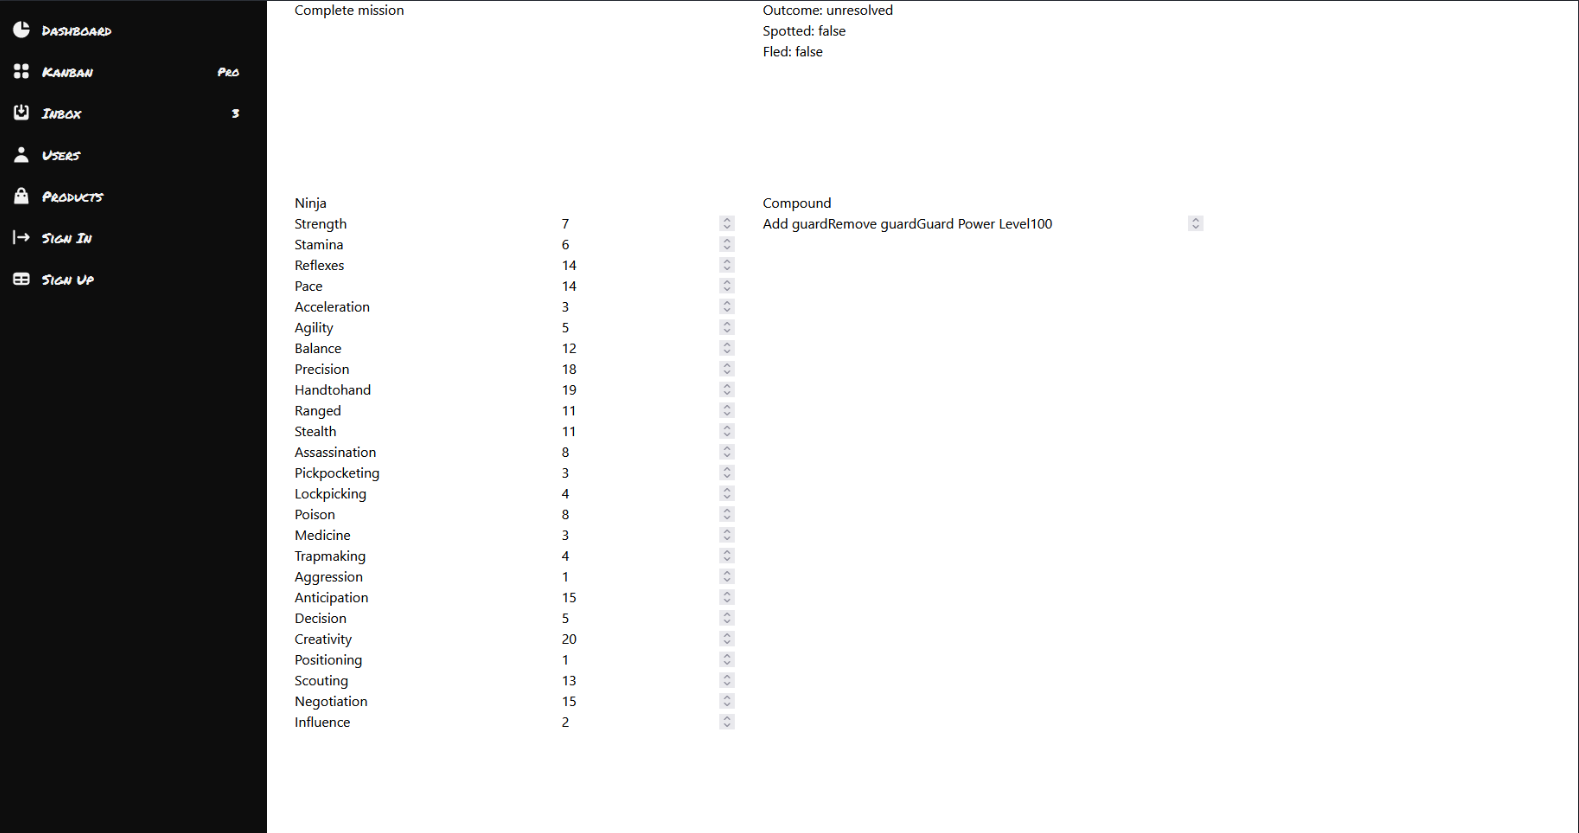 Dashboard
Kanban Pro
Inbox 3
Users
Products
Sign In
Sign Up
Complete mission
Outcome: unresolved
Spotted: false
Fled: false
Ninja
Strength 7
Stamina 6
Reflexes 14
Pace 14
Acceleration 3
Agility 5
Balance 12
Precision 18
Handtohand 19
Ranged 11
Stealth 11
Assassination 8
Pickpocketing 3
Lockpicking 4
Poison 8
Medicine 3
Trapmaking 4
Aggression 1
Anticipation 15
Decision 5
Creativity 20
Positioning 1
Scouting 13
Negotiation 15
Influence 2
Compound
Add guardRemove guardGuard Power Level100